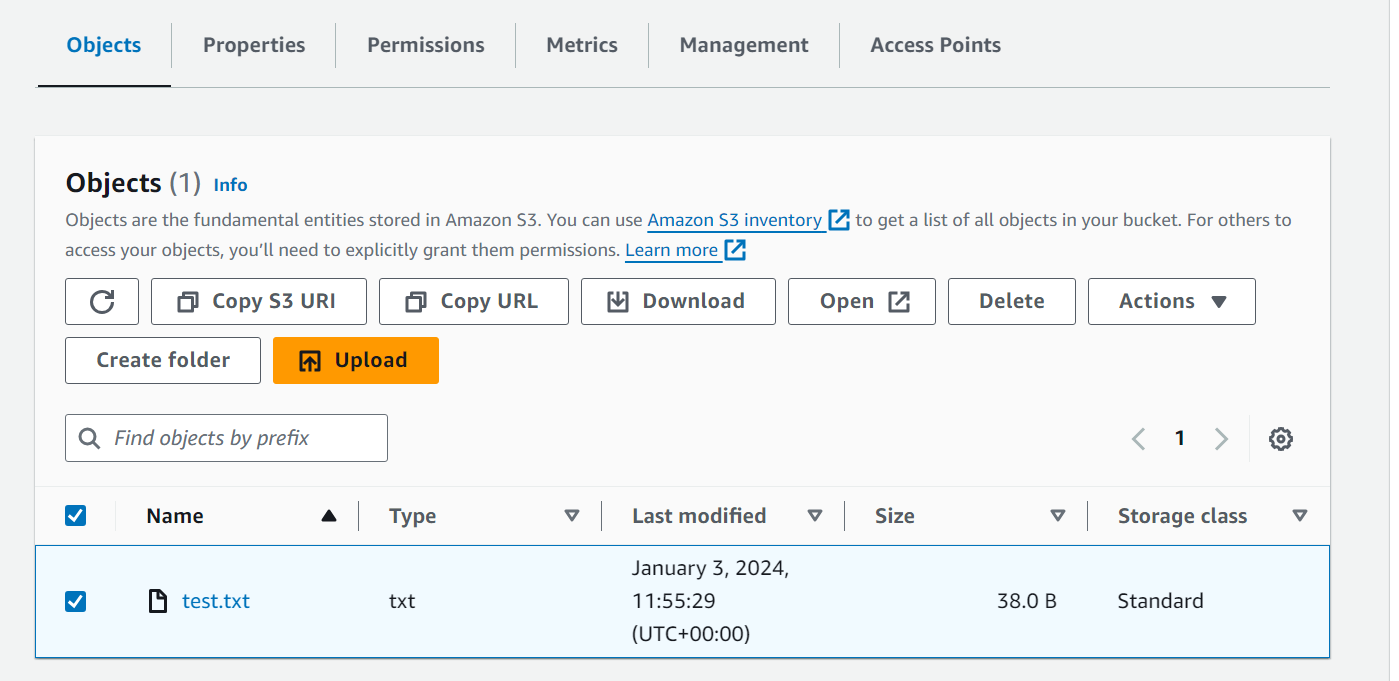 Objects Properties Permissions Metrics Management Access Points
Objects (1) Info
Objects are the fundamental entities stored in Amazon S3. You can use Amazon S3 inventory to get a list of all objects in your bucket. For others to
access your objects, you’ll need to explicitly grant them permissions. Learn more
Copy S3 URI Copy URL Download Open Delete Actions
Create folder Upload
Find objects by prefix 1
Name Type Last modified Size Storage class
test.txt txt January 3, 2024, 38.0 B Standard
11:55:29
(UTC+00:00)